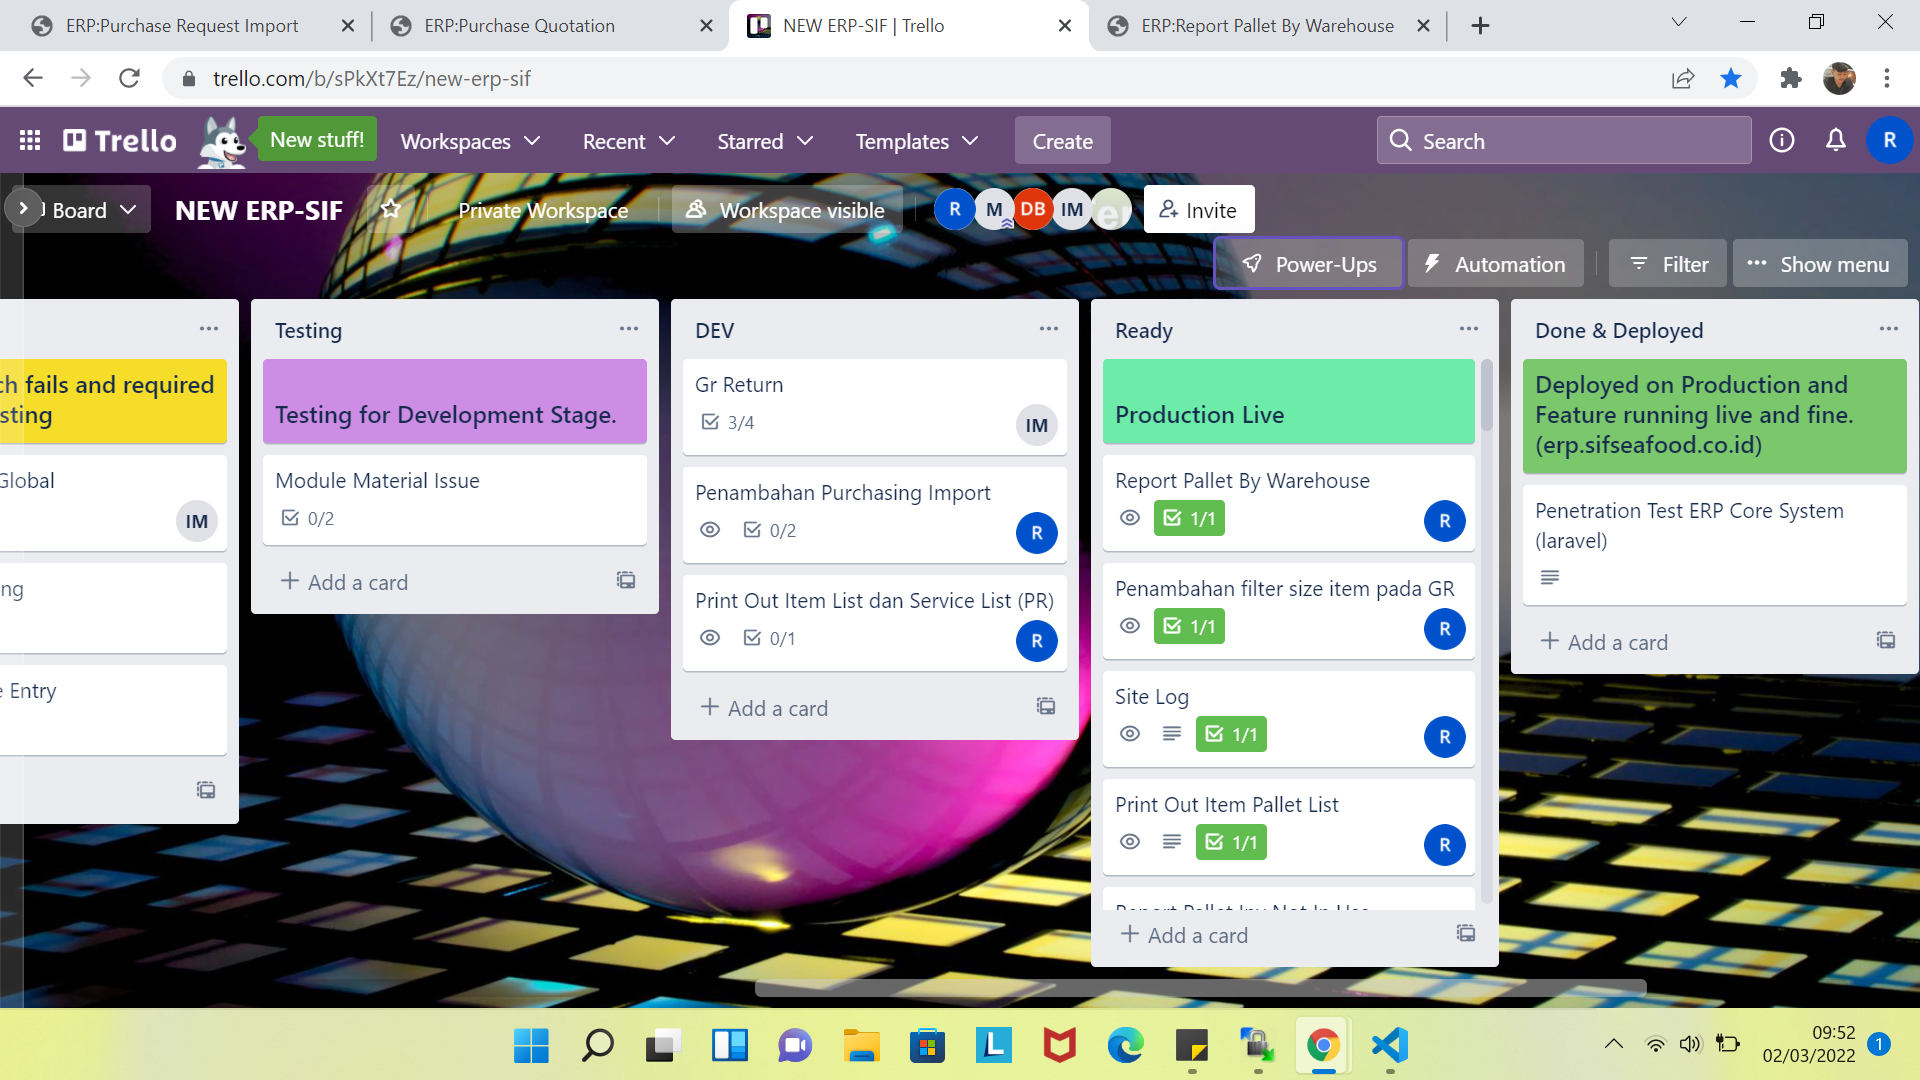 ERP:Purchase Request Import
ERP:Purchase Quotation
NEW ERP-SIF | Trello
ERP:Report Pallet By Warehouse
trello.com/b/sPkXt7Ez/new-erp-sif
Trello
New stuff!
Workspaces
Recent
Starred
Templates
Create
Search
R
Board
NEW ERP-SIF
Private Workspace
Workspace visible
R
M
DB
IM
er
Invite
Power-Ups
Automation
Filter
Show menu
ch fails and required
sting
Global
IM
ng
e Entry
Testing
Testing for Development Stage.
Module Material Issue
0/2
Add a card
DEV
Gr Return
3/4
IM
Penambahan Purchasing Import
0/2
R
Print Out Item List dan Service List (PR)
0/1
R
Add a card
Ready
Production Live
Report Pallet By Warehouse
1/1
R
Penambahan filter size item pada GR
1/1
R
Site Log
1/1
R
Print Out Item Pallet List
1/1
R
Report Pallet Inv Not In Use
Add a card
Done & Deployed
Deployed on Production and
Feature running live and fine.
(erp.sifseafood.co.id)
Penetration Test ERP Core System
(laravel)
Add a card
L
09:52
02/03/2022
1